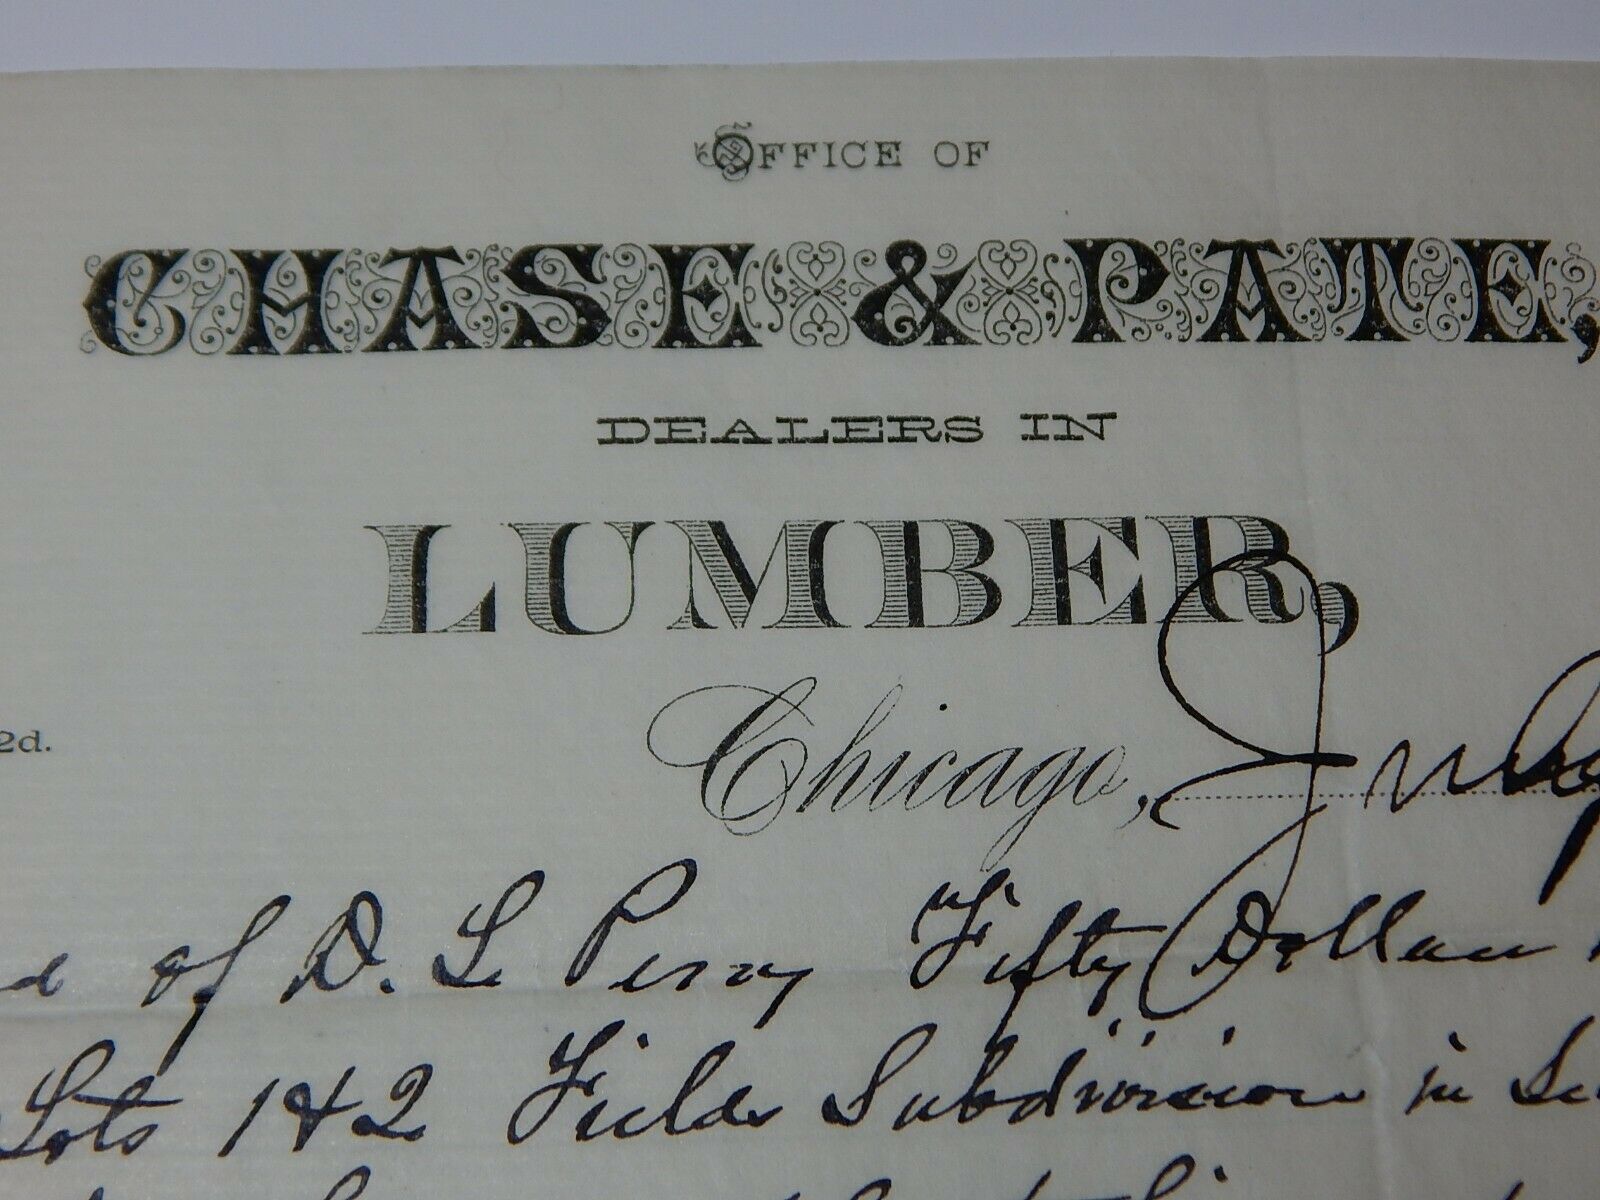 OFFICE OF
CHASE & PATE,
DEALERS IN
LUMBER,
2d.
Chicago, July
of D. L. Perry Fifty Dollars
Lots 1 & 2 Fields Subdivision in